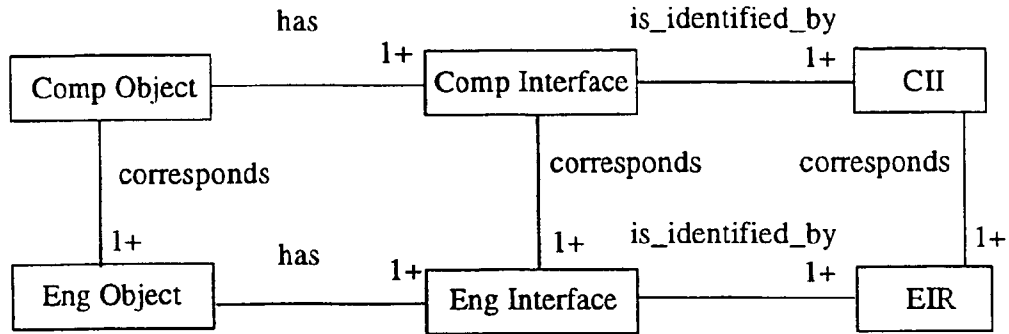 has
is_identified_by
1+
1+
Comp Object
Comp Interface
CII
corresponds
corresponds
corresponds
1+
1+
1+
has
is_identified_by
1+
1+
Eng Object
Eng Interface
EIR